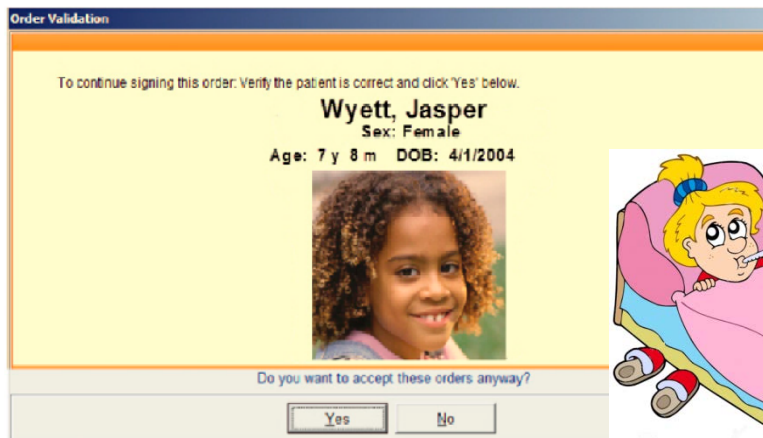 Order Validation
To continue signing this order: Verify the patient is correct and click 'Yes' below.
Wyett, Jasper
Sex: Female
Age: 7 y 8 m DOB: 4/1/2004
Do you want to accept these orders anyway?
Yes No